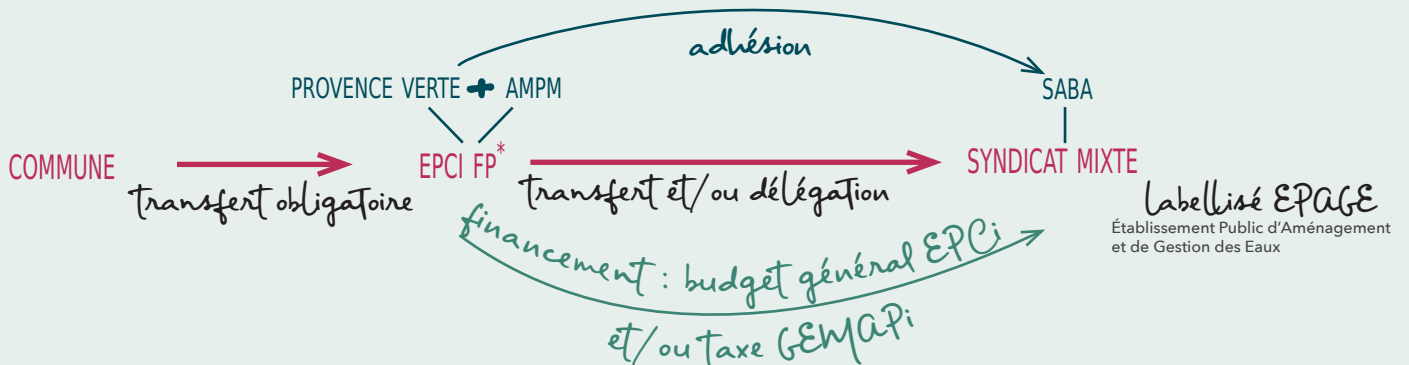 adhésion
PROVENCE VERTE + AMPM
SABA
COMMUNE
EPCI FP*
SYNDICAT MIXTE
transfert obligatoire
transfert et/ou délégation
labellisé EPAGE
Établissement Public d'Aménagement
et de Gestion des Eaux
financement : budget général EPCi
et/ou taxe GEMAPi